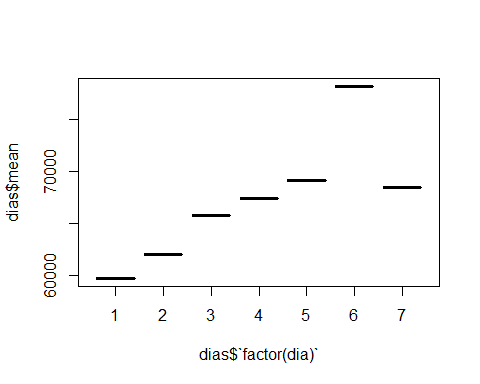 dias$mean
70000
60000
1 2 3 4 5 6 7
dias$`factor(dia)`